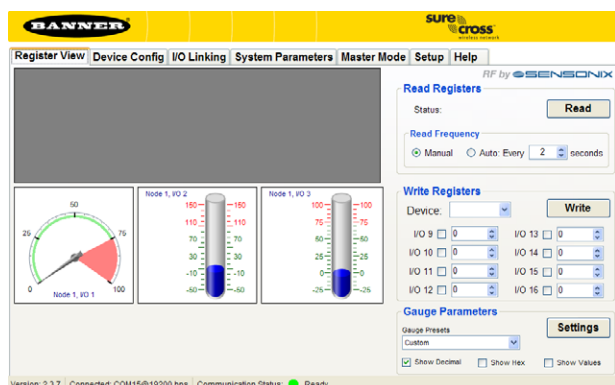 BANNER
sure cross
wireless network
Register View Device Config I/O Linking System Parameters Master Mode Setup Help
RF by SENSONIX
Read Registers
Status: Read
Read Frequency
Manual Auto: Every 2 seconds
Write Registers
Device: Write
I/O 9 0 I/O 13 0
I/O 10 0 I/O 14 0
I/O 11 0 I/O 15 0
I/O 12 0 I/O 16 0
Gauge Parameters
Gauge Presets Settings
Custom
Show Decimal Show Hex Show Values
0 25 50 75 100
Node 1, I/O 1
Node 1, I/O 2
150 150
110 110
70 70
30 30
-10 -10
-50 -50
Node 1, I/O 3
100 100
75 75
50 50
25 25
0 0
-25 -25
Version: 2.3.7 Connected: COM15@19200 bps Communication Status: Ready